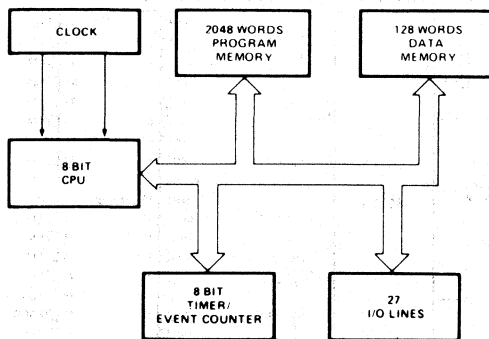 CLOCK
2048 WORDS
PROGRAM
MEMORY
128 WORDS
DATA
MEMORY
8 BIT
CPU
8 BIT
TIMER/
EVENT COUNTER
27
I/O LINES